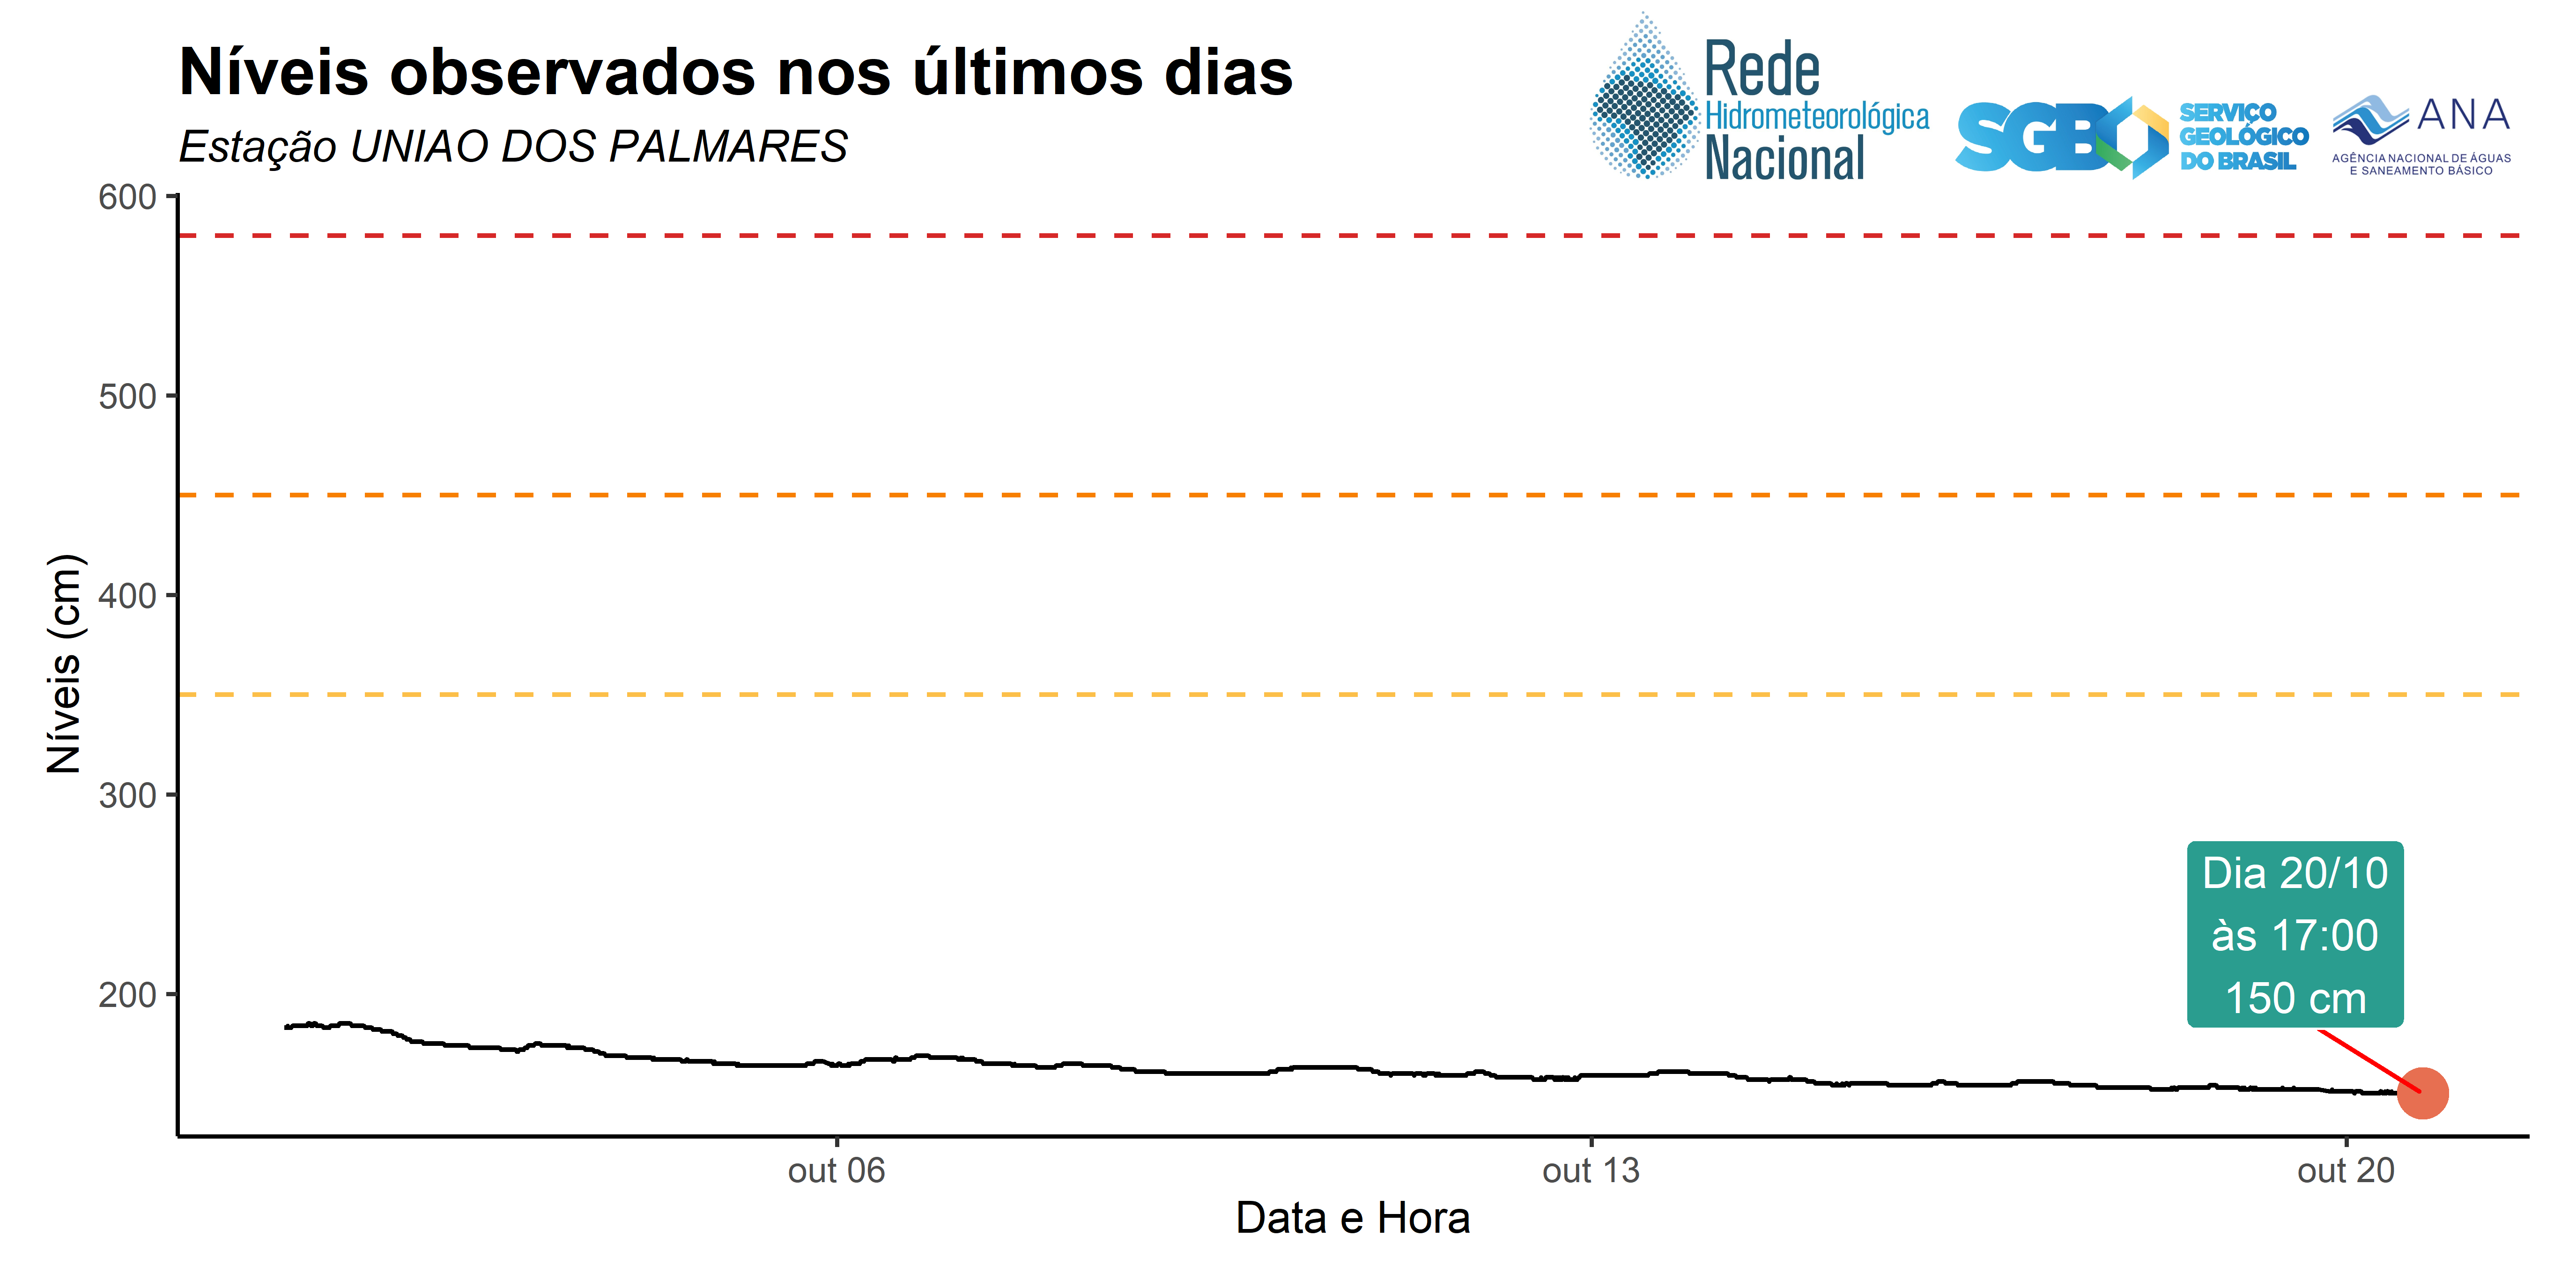 Níveis observados nos últimos dias
Estação UNIAO DOS PALMARES
Rede
Hidrometeorológica
Nacional
SGB
SERVIÇO
GEOLÓGICO
DO BRASIL
ANA
AGÊNCIA NACIONAL DE ÁGUAS
E SANEAMENTO BÁSICO
600
500
400
300
200
Níveis (cm)
Dia 20/10
às 17:00
150 cm
out 06
out 13
out 20
Data e Hora